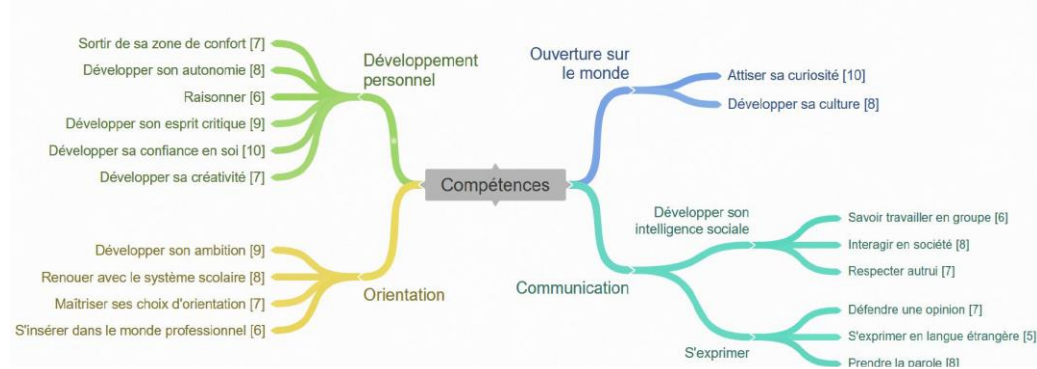 Compétences
Développement
personnel
Sortir de sa zone de confort [7]
Développer son autonomie [8]
Raisonner [6]
Développer son esprit critique [9]
Développer sa confiance en soi [10]
Développer sa créativité [7]
Orientation
Développer son ambition [9]
Renouer avec le système scolaire [8]
Maîtriser ses choix d'orientation [7]
S'insérer dans le monde professionnel [6]
Ouverture sur
le monde
Attiser sa curiosité [10]
Développer sa culture [8]
Communication
Développer son
intelligence sociale
Savoir travailler en groupe [6]
Interagir en société [8]
Respecter autrui [7]
S'exprimer
Défendre une opinion [7]
S'exprimer en langue étrangère [5]
Prendre la parole [8]